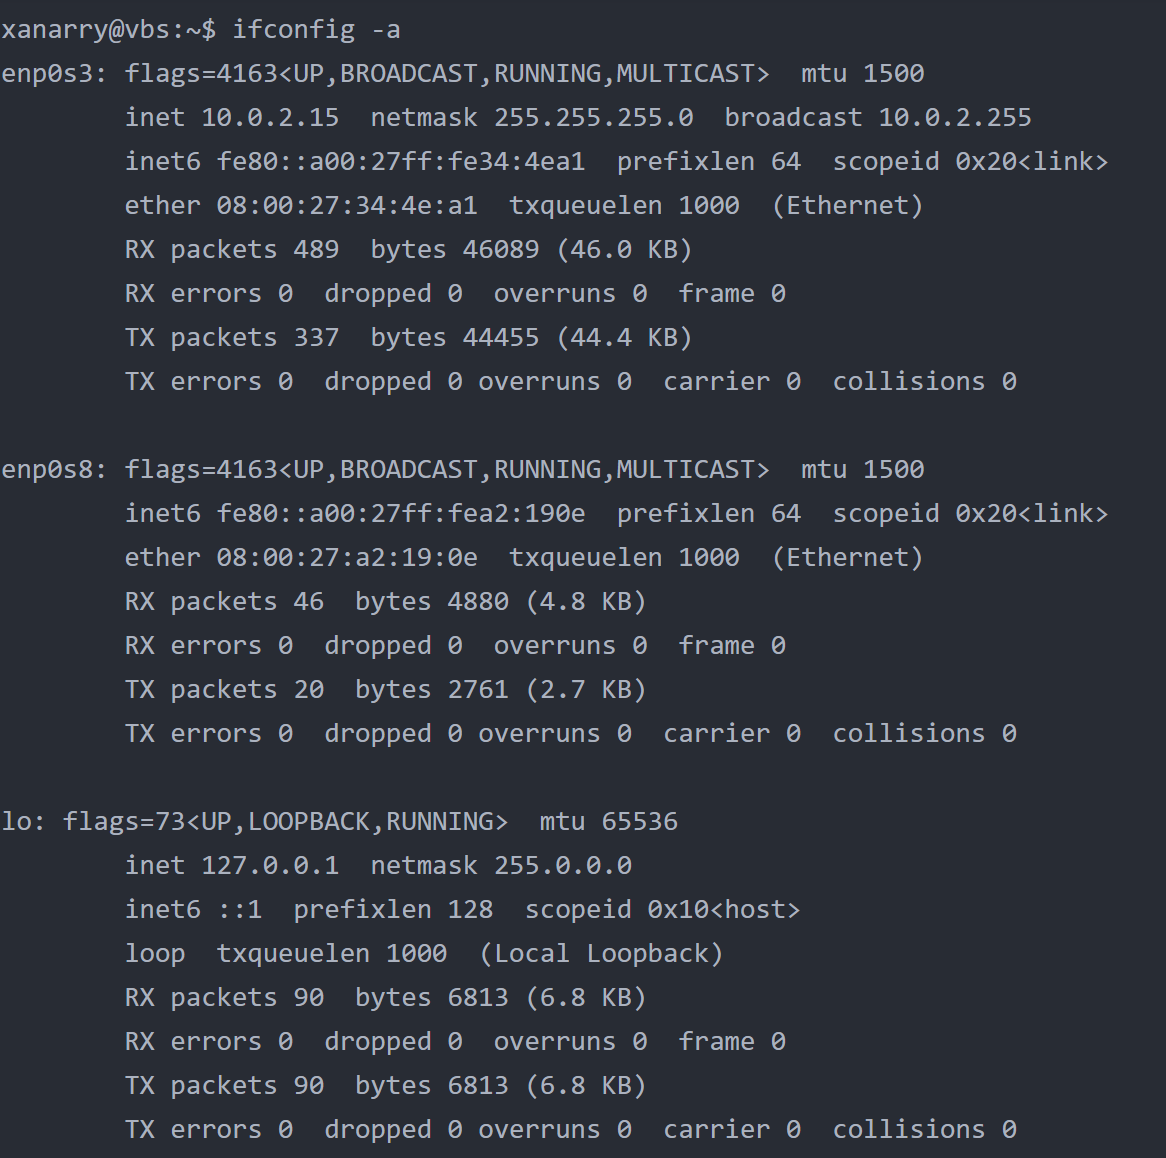 xanarry@vbs:~$ ifconfig -a
enp0s3: flags=4163<UP,BROADCAST,RUNNING,MULTICAST>  mtu 1500
        inet 10.0.2.15  netmask 255.255.255.0  broadcast 10.0.2.255
        inet6 fe80::a00:27ff:fe34:4ea1  prefixlen 64  scopeid 0x20<link>
        ether 08:00:27:34:4e:a1  txqueuelen 1000  (Ethernet)
        RX packets 489  bytes 46089 (46.0 KB)
        RX errors 0  dropped 0  overruns 0  frame 0
        TX packets 337  bytes 44455 (44.4 KB)
        TX errors 0  dropped 0 overruns 0  carrier 0  collisions 0

enp0s8: flags=4163<UP,BROADCAST,RUNNING,MULTICAST>  mtu 1500
        inet6 fe80::a00:27ff:fea2:190e  prefixlen 64  scopeid 0x20<link>
        ether 08:00:27:a2:19:0e  txqueuelen 1000  (Ethernet)
        RX packets 46  bytes 4880 (4.8 KB)
        RX errors 0  dropped 0  overruns 0  frame 0
        TX packets 20  bytes 2761 (2.7 KB)
        TX errors 0  dropped 0 overruns 0  carrier 0  collisions 0

lo: flags=73<UP,LOOPBACK,RUNNING>  mtu 65536
        inet 127.0.0.1  netmask 255.0.0.0
        inet6 ::1  prefixlen 128  scopeid 0x10<host>
        loop  txqueuelen 1000  (Local Loopback)
        RX packets 90  bytes 6813 (6.8 KB)
        RX errors 0  dropped 0  overruns 0  frame 0
        TX packets 90  bytes 6813 (6.8 KB)
        TX errors 0  dropped 0 overruns 0  carrier 0  collisions 0